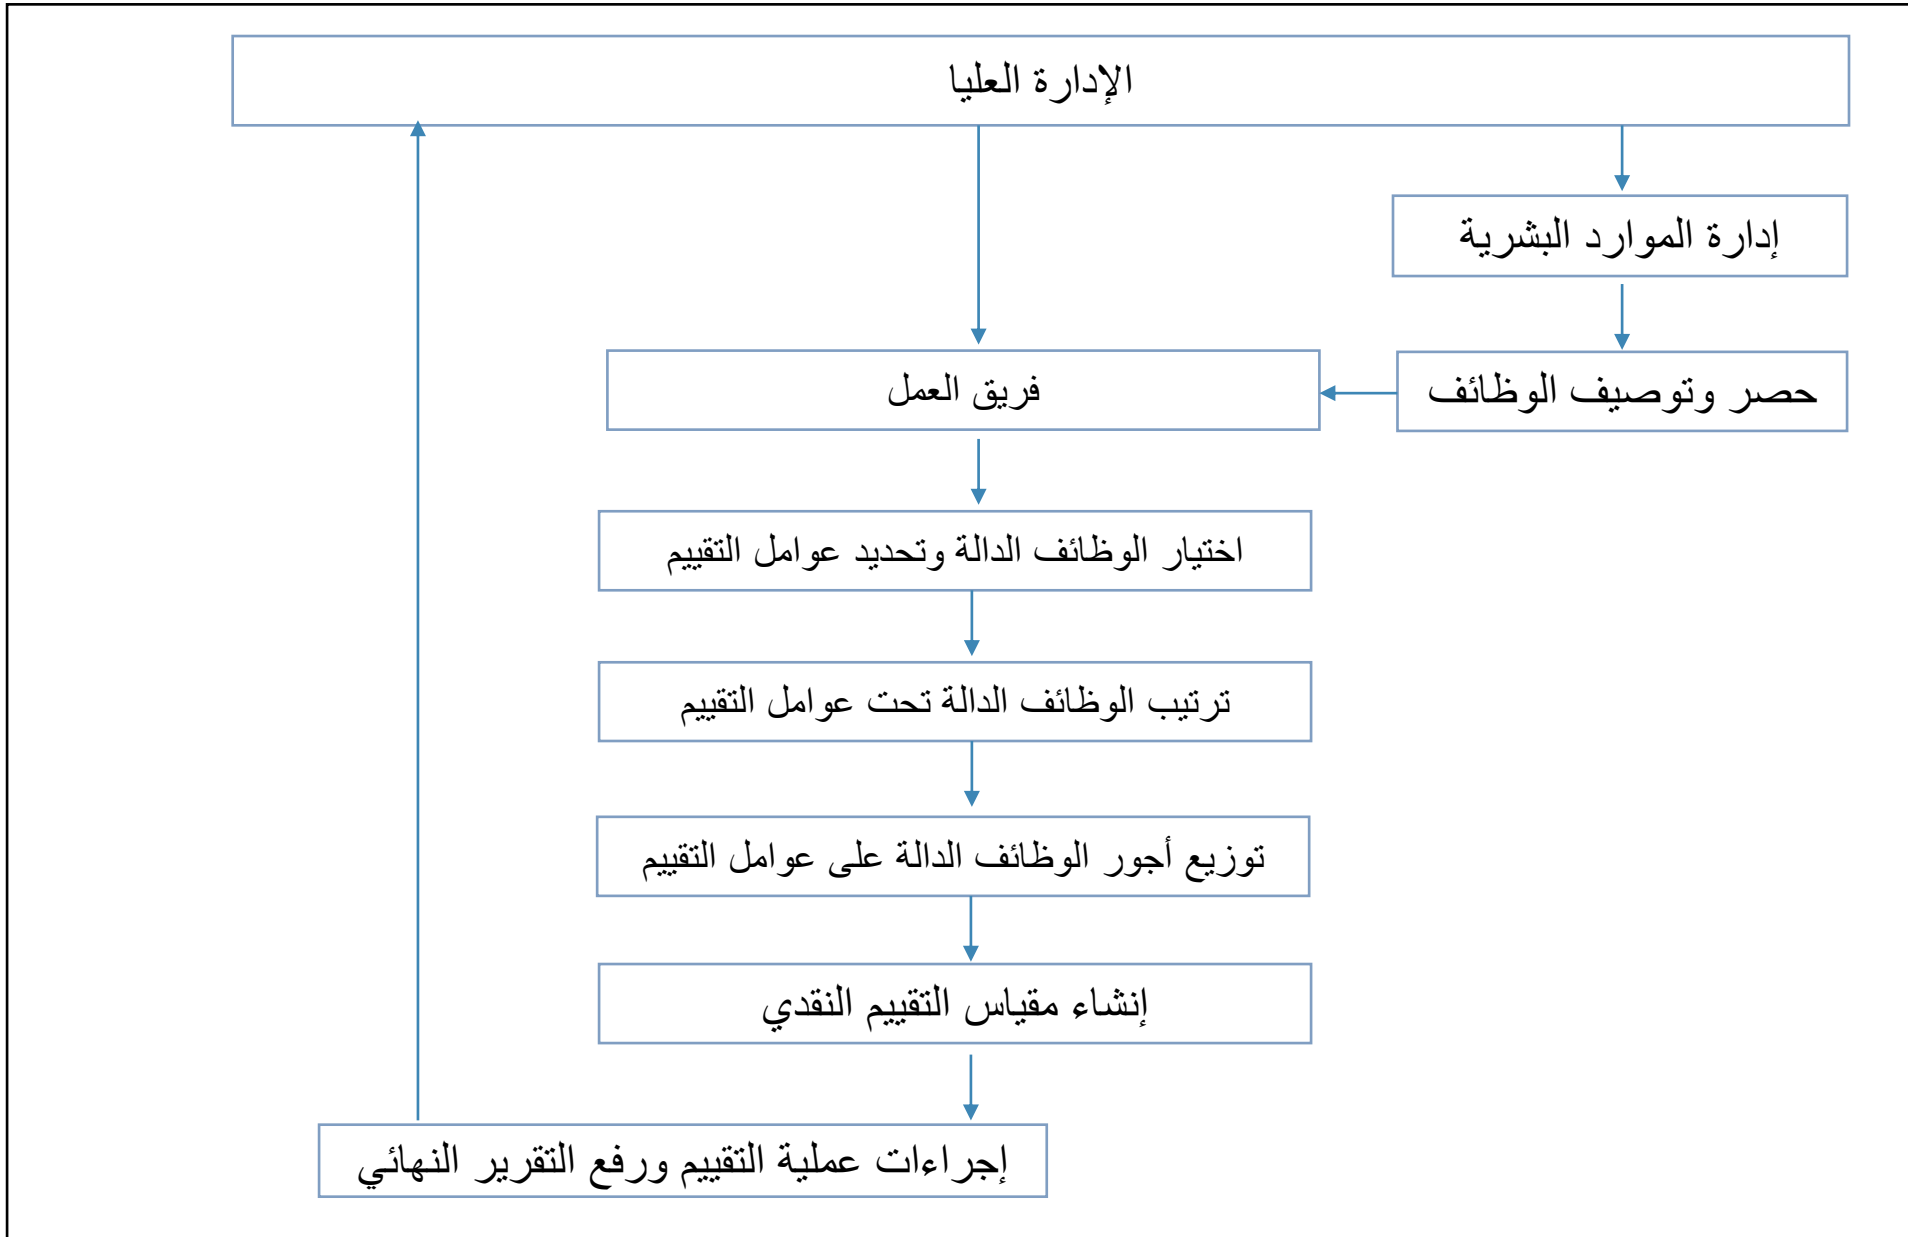 الإدارة العليا
إدارة الموارد البشرية
حصر وتوصيف الوظائف
فريق العمل
اختيار الوظائف الدالة وتحديد عوامل التقييم
ترتيب الوظائف الدالة تحت عوامل التقييم
توزيع أجور الوظائف الدالة على عوامل التقييم
إنشاء مقياس التقييم النقدي
إجراءات عملية التقييم ورفع التقرير النهائي